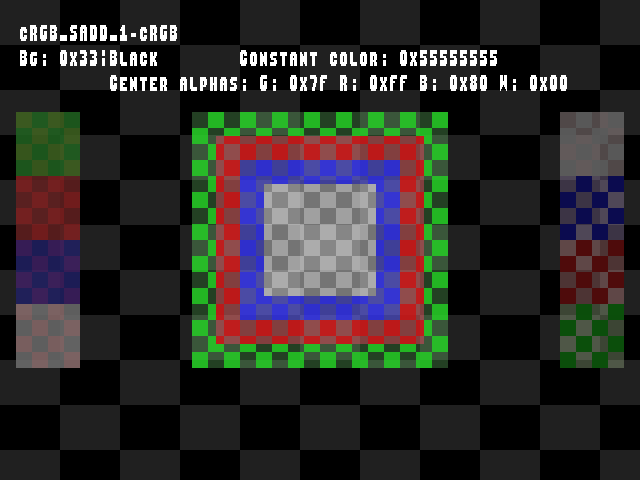 cRGB_SADD_1-cRGB
Bg: 0x33¦Black Constant color: 0x55555555
Center alphas: G: 0x7f R: 0xff B: 0x80 W: 0x00